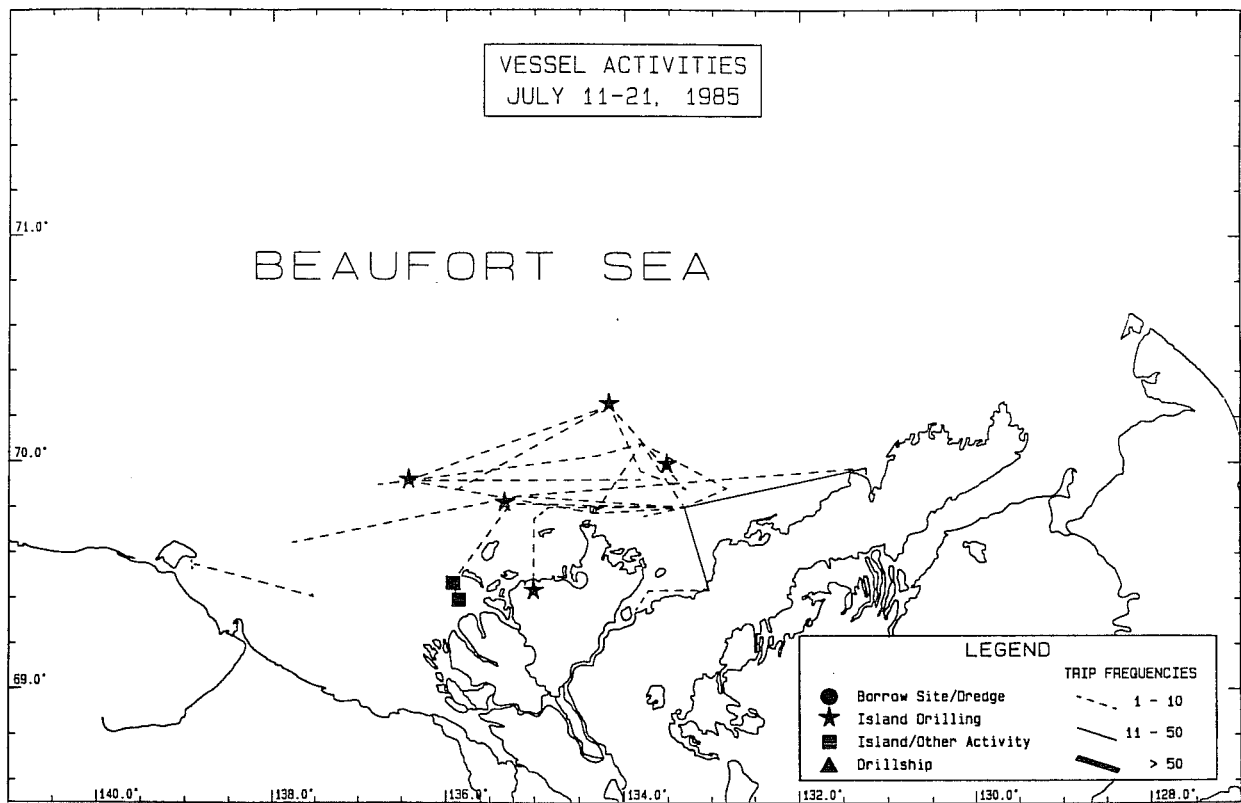 VESSEL ACTIVITIES
JULY 11-21, 1985
71.0°
BEAUFORT SEA
70.0°
69.0°
LEGEND
TRIP FREQUENCIES
Borrow Site/Dredge
1 - 10
Island Drilling
11 - 50
Island/Other Activity
Drillship
> 50
140.0° 138.0° 136.0° 134.0° 132.0° 130.0° 128.0°